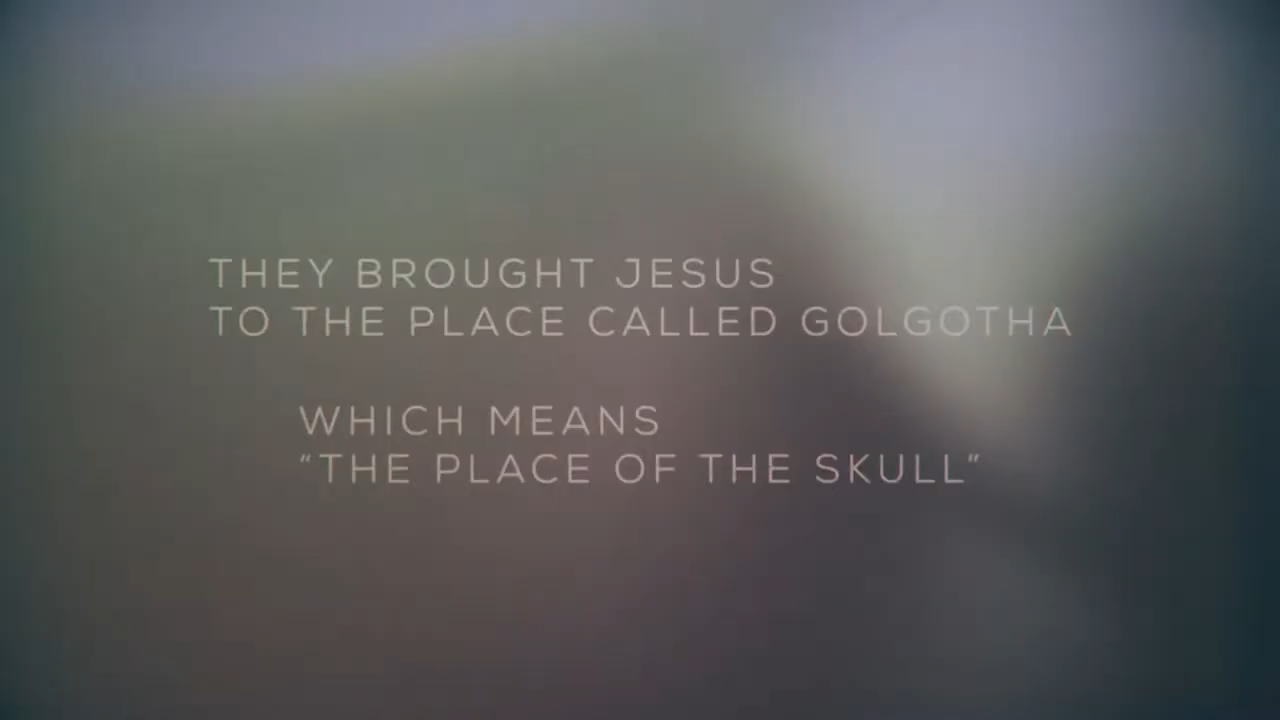 THEY BROUGHT JESUS
TO THE PLACE CALLED GOLGOTHA
WHICH MEANS
“THE PLACE OF THE SKULL”